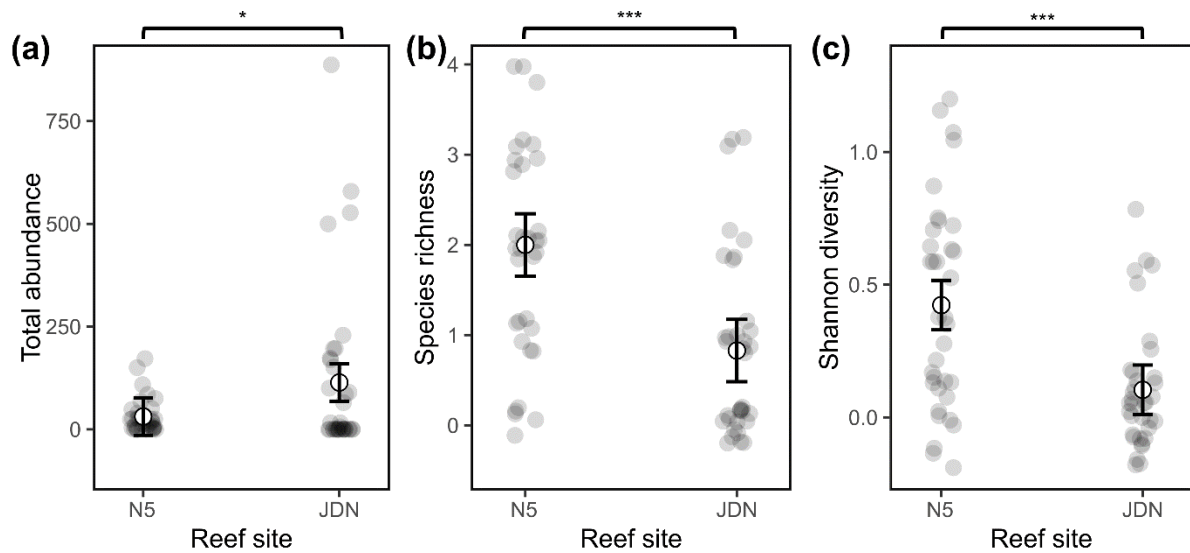 *
(a)
Total abundance
750
500
250
0
N5
JDN
Reef site
***
(b)
Species richness
4
3
2
1
0
N5
JDN
Reef site
***
(c)
Shannon diversity
1.0
0.5
0.0
N5
JDN
Reef site